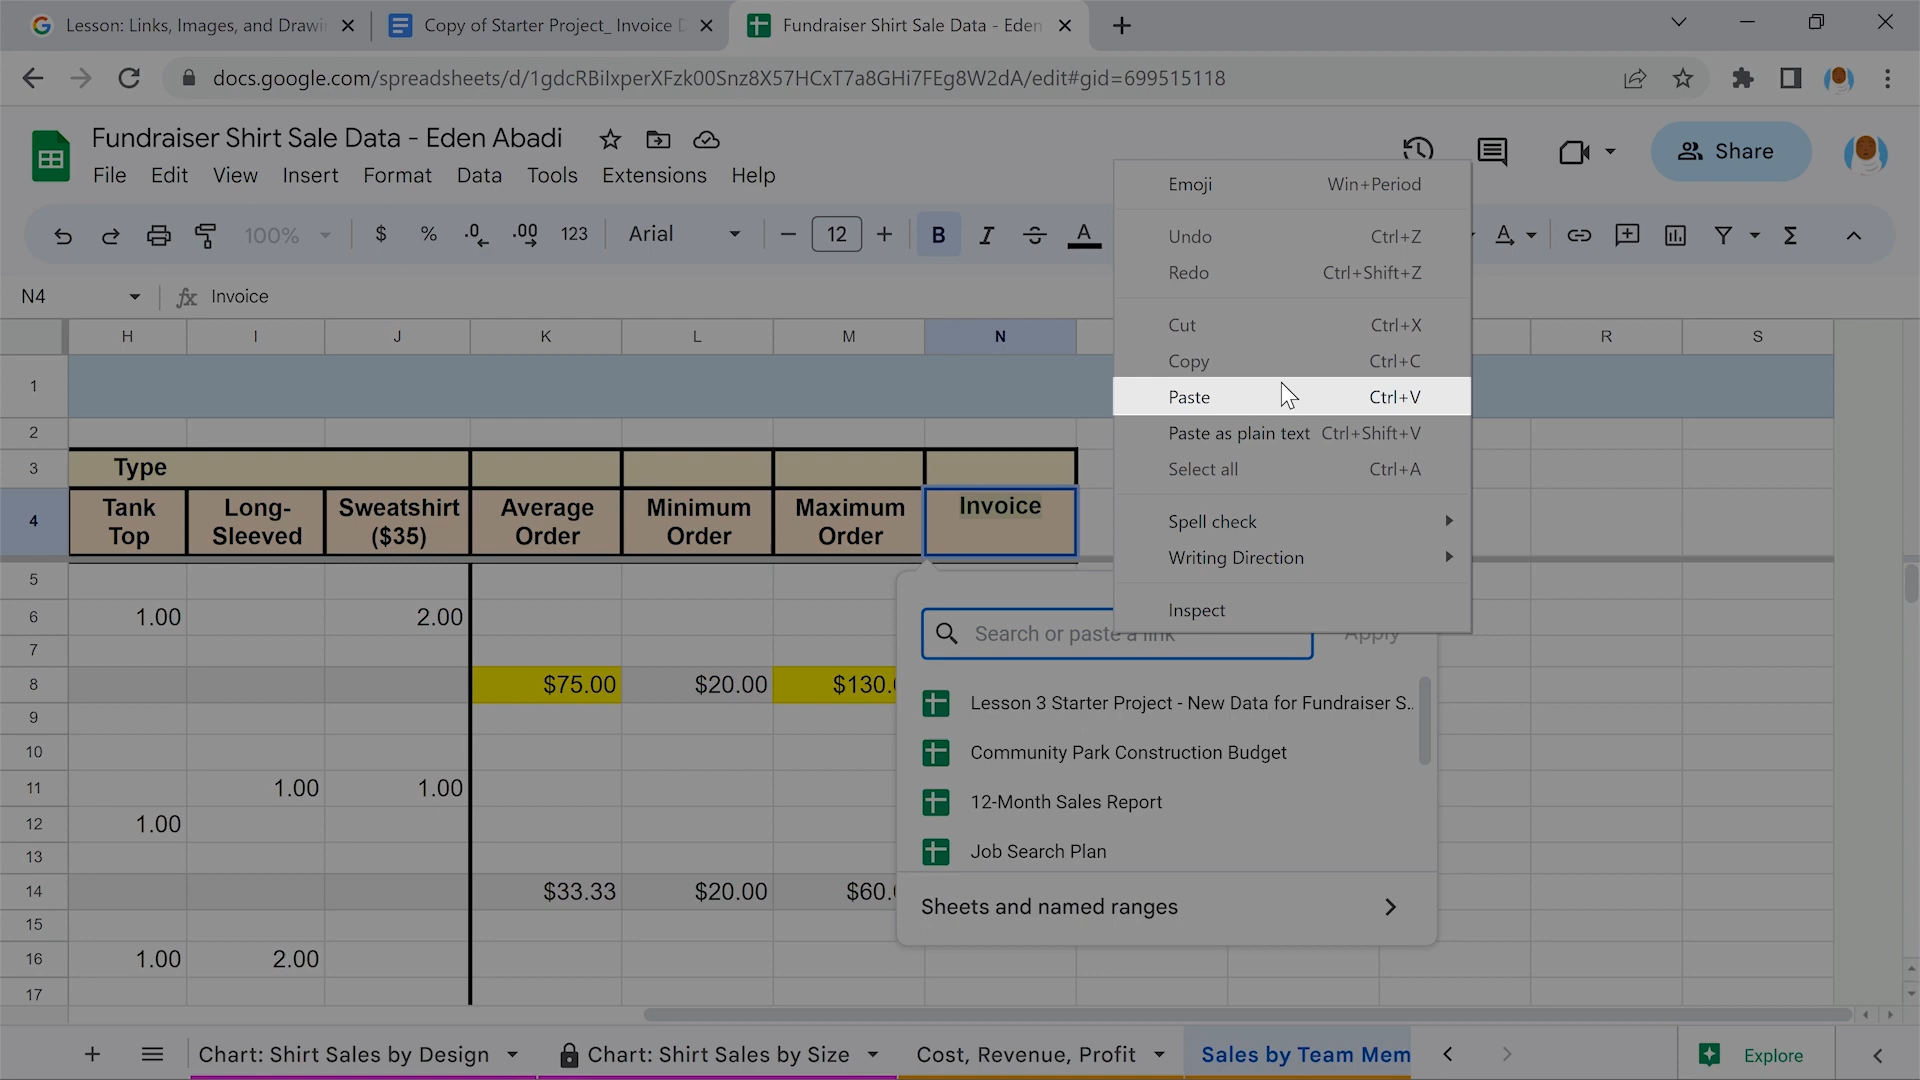 Lesson: Links, Images, and Drawi
Copy of Starter Project_ Invoice D
Fundraiser Shirt Sale Data - Eden
docs.google.com/spreadsheets/d/1gdcRBiIxperXFzk00Snz8X57HCxT7a8GHi7FEg8W2dA/edit#gid=699515118
Fundraiser Shirt Sale Data - Eden Abadi
File Edit View Insert Format Data Tools Extensions Help
Share
100% $ % .0 .00 123 Arial 12 B I A A
N4 fx Invoice
H I J K L M N R S
1
2
3 Type
4 Tank Top Long-Sleeved Sweatshirt ($35) Average Order Minimum Order Maximum Order Invoice
5
6 1.00 2.00
7
8 $75.00 $20.00 $130.
9
10
11 1.00 1.00
12 1.00
13
14 $33.33 $20.00 $60.
15
16 1.00 2.00
17
Emoji Win+Period
Undo Ctrl+Z
Redo Ctrl+Shift+Z
Cut Ctrl+X
Copy Ctrl+C
Paste Ctrl+V
Paste as plain text Ctrl+Shift+V
Select all Ctrl+A
Spell check
Writing Direction
Inspect
Search or paste a link Apply
Lesson 3 Starter Project - New Data for Fundraiser S..
Community Park Construction Budget
12-Month Sales Report
Job Search Plan
Sheets and named ranges
Chart: Shirt Sales by Design Chart: Shirt Sales by Size Cost, Revenue, Profit Sales by Team Mem Explore